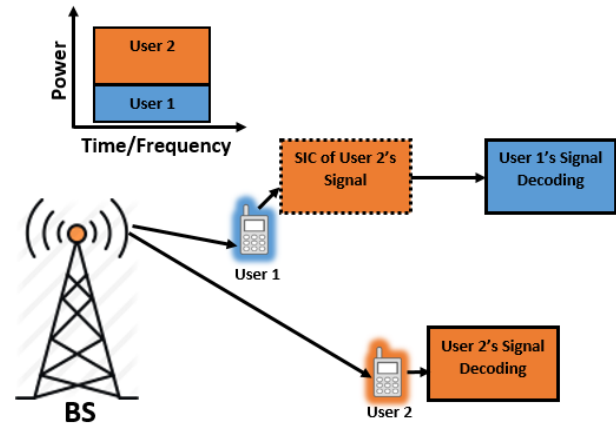 Power
User 2
User 1
Time/Frequency
SIC of User 2's
Signal
User 1's Signal
Decoding
User 1
User 2's Signal
Decoding
User 2
BS